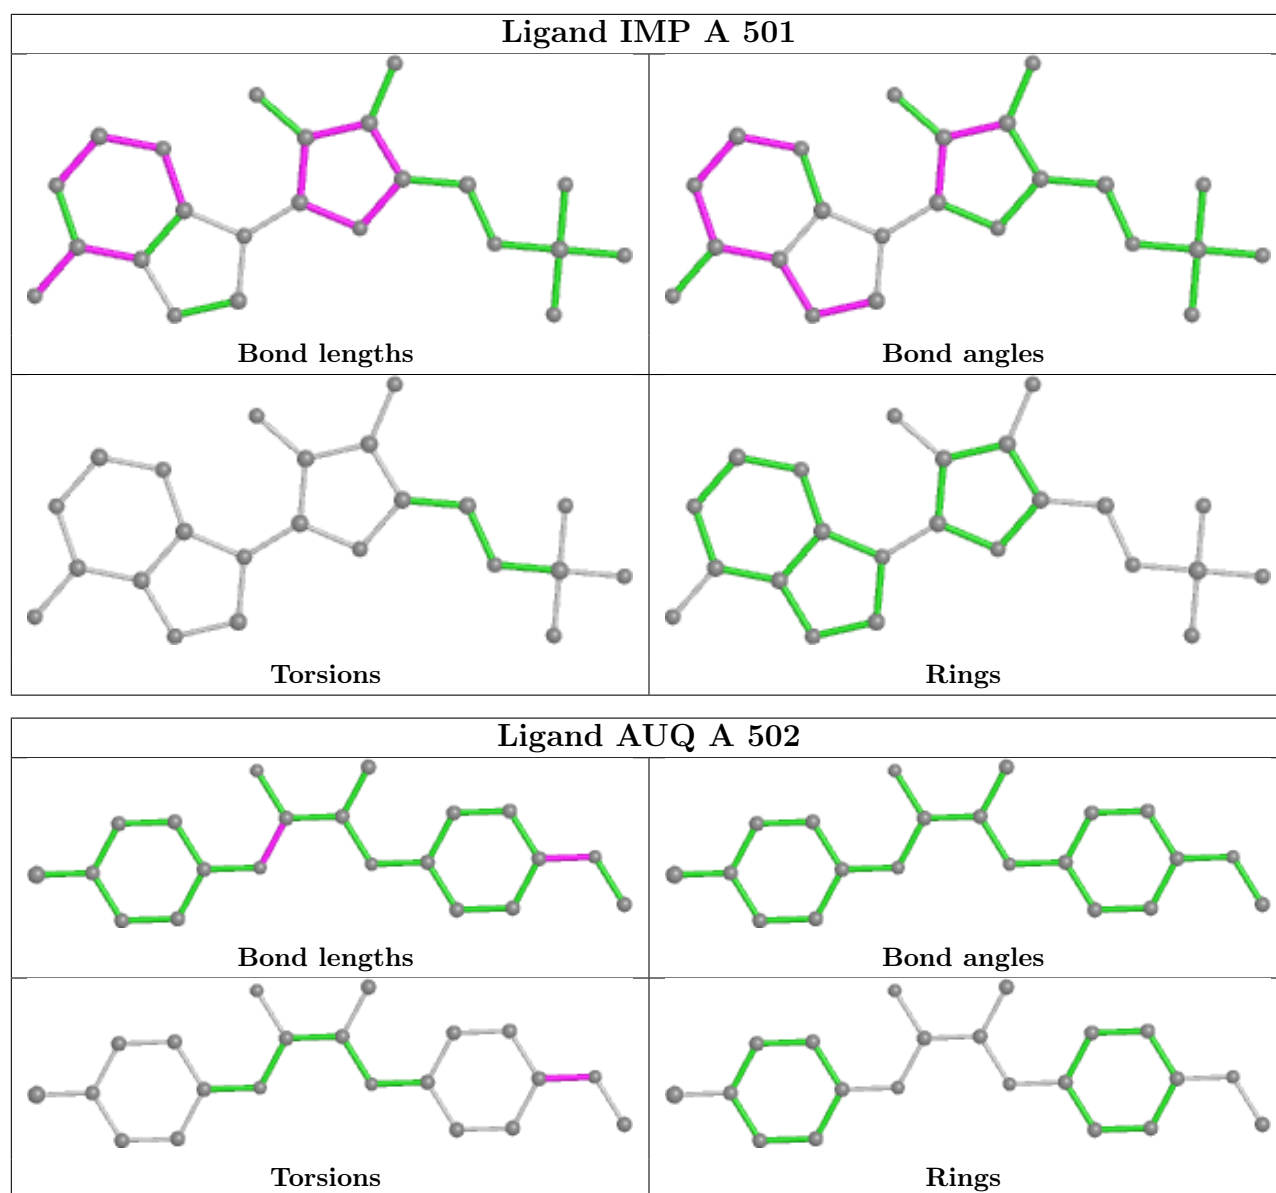 Ligand IMP A 501
Bond lengths
Bond angles
Torsions
Rings
Ligand AUQ A 502
Bond lengths
Bond angles
Torsions
Rings